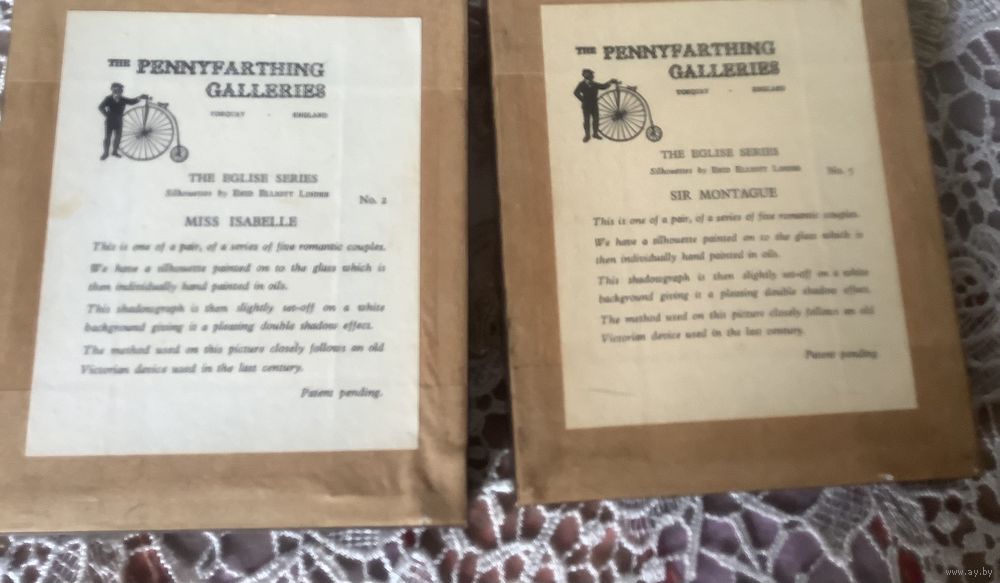 THE PENNYFARTHING
GALLERIES
TORQUAY - ENGLAND
THE EGLISE SERIES
Silhouettes by Enid Elliott Linder
No. 2
MISS ISABELLE
This is one of a pair, of a series of five romantic couples.
We have a silhouette painted on to the glass which is
then individually hand painted in oils.
This shadowgraph is then slightly set-off on a white
background giving it a pleasing double shadow effect.
The method used on this picture closely follows an old
Victorian device used in the last century.
Patent pending.
THE PENNYFARTHING
GALLERIES
TORQUAY - ENGLAND
THE EGLISE SERIES
Silhouettes by Enid Elliott Linder
No. 5
SIR MONTAGUE
This is one of a pair, of a series of five romantic couples.
We have a silhouette painted on to the glass which is
then individually hand painted in oils.
This shadowgraph is then slightly set-off on a white
background giving it a pleasing double shadow effect.
The method used on this picture closely follows an old
Victorian device used in the last century.
Patent pending.
www.ay.by